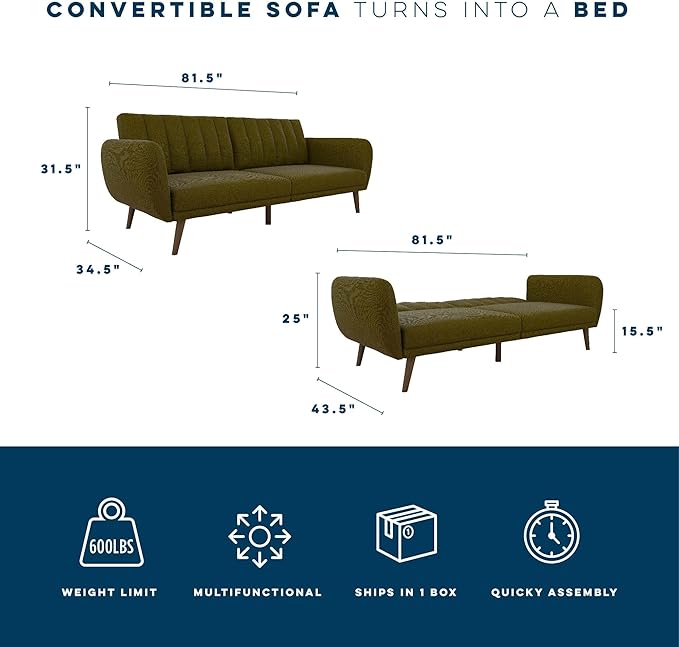 CONVERTIBLE SOFA TURNS INTO A BED
81.5"
31.5"
34.5"
81.5"
25"
15.5"
43.5"
600LBS
1
WEIGHT LIMIT
MULTIFUNCTIONAL
SHIPS IN 1 BOX
QUICKY ASSEMBLY